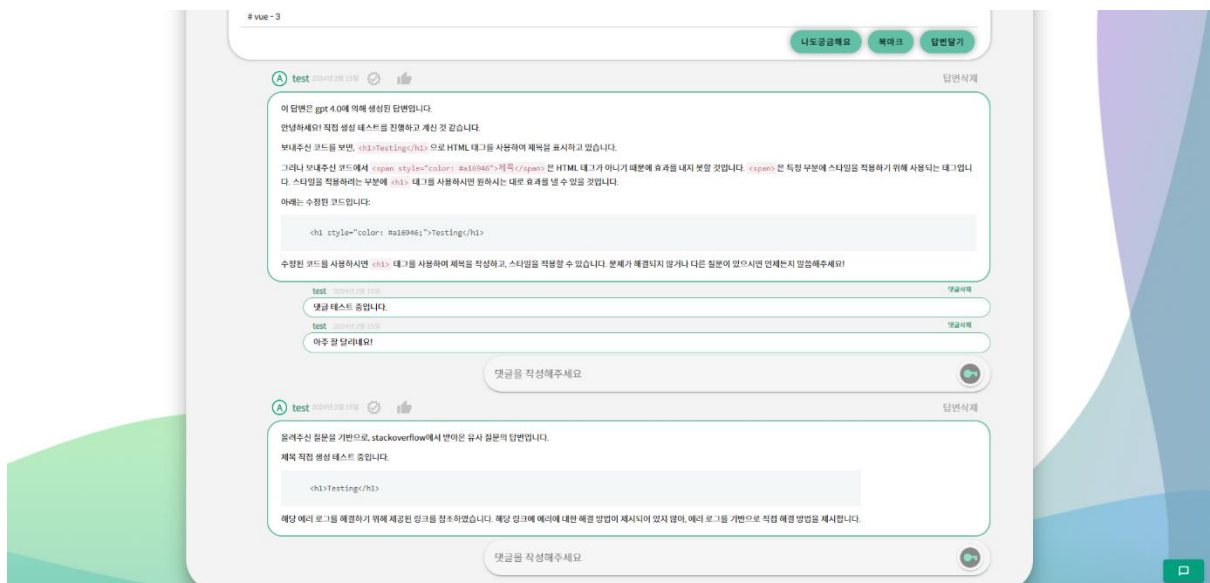 # vue - 3
나도궁금해요 북마크 답변달기
A test 2024년 2월 15일 답변삭제
이 답변은 gpt 4.0에 의해 생성된 답변입니다.
안녕하세요! 직접 생성 테스트를 진행하고 계신 것 같습니다.
보내주신 코드를 보면, <h1>Testing</h1> 으로 HTML 태그를 사용하여 제목을 표시하고 있습니다.
그러나 보내주신 코드에서 <span style="color: #a16946">제목</span> 은 HTML 태그가 아니기 때문에 효과를 내지 못할 것입니다. <span> 은 특정 부분에 스타일을 적용하기 위해 사용되는 태그입니
다. 스타일을 적용하려는 부분에 <h1> 태그를 사용하시면 원하시는 대로 효과를 낼 수 있을 것입니다.
아래는 수정된 코드입니다:
<h1 style="color: #a16946;">Testing</h1>
수정된 코드를 사용하시면 <h1> 태그를 사용하여 제목을 작성하고, 스타일을 적용할 수 있습니다. 문제가 해결되지 않거나 다른 질문이 있으시면 언제든지 말씀해주세요!
test 댓글삭제
댓글 테스트 중입니다.
test 댓글삭제
아주 잘 달리네요!
댓글을 작성해주세요
A test 2024년 2월 15일 답변삭제
올려주신 질문을 기반으로, stackoverflow에서 받아온 유사 질문의 답변입니다.
제목 직접 생성 테스트 중입니다.
<h1>Testing</h1>
해당 에러 로그를 해결하기 위해 제공된 링크를 참조하였습니다. 해당 링크에 에러에 대한 해결 방법이 제시되어 있지 않아, 에러 로그를 기반으로 직접 해결 방법을 제시합니다.
댓글을 작성해주세요